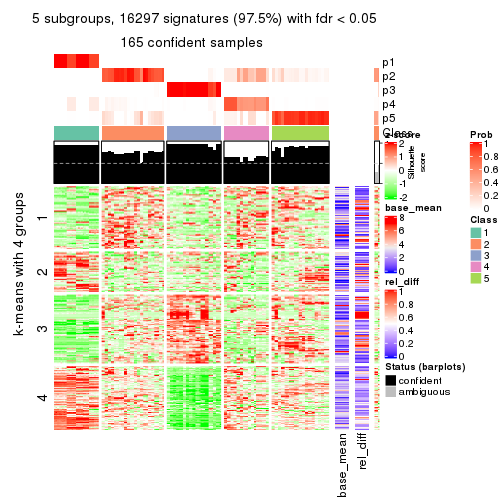 5 subgroups, 16297 signatures (97.5%) with fdr < 0.05
165 confident samples
p1
p2
p3
p4
p5
Class
Silhouette
score
k-means with 4 groups
1
2
3
4
base_mean
rel_diff
z-score
2
1
0
-1
-2
base_mean
8
6
4
2
0
rel_diff
1
0.8
0.6
0.4
0.2
0
Status (barplots)
confident
ambiguous
Prob
1
0.8
0.6
0.4
0.2
0
Class
1
2
3
4
5